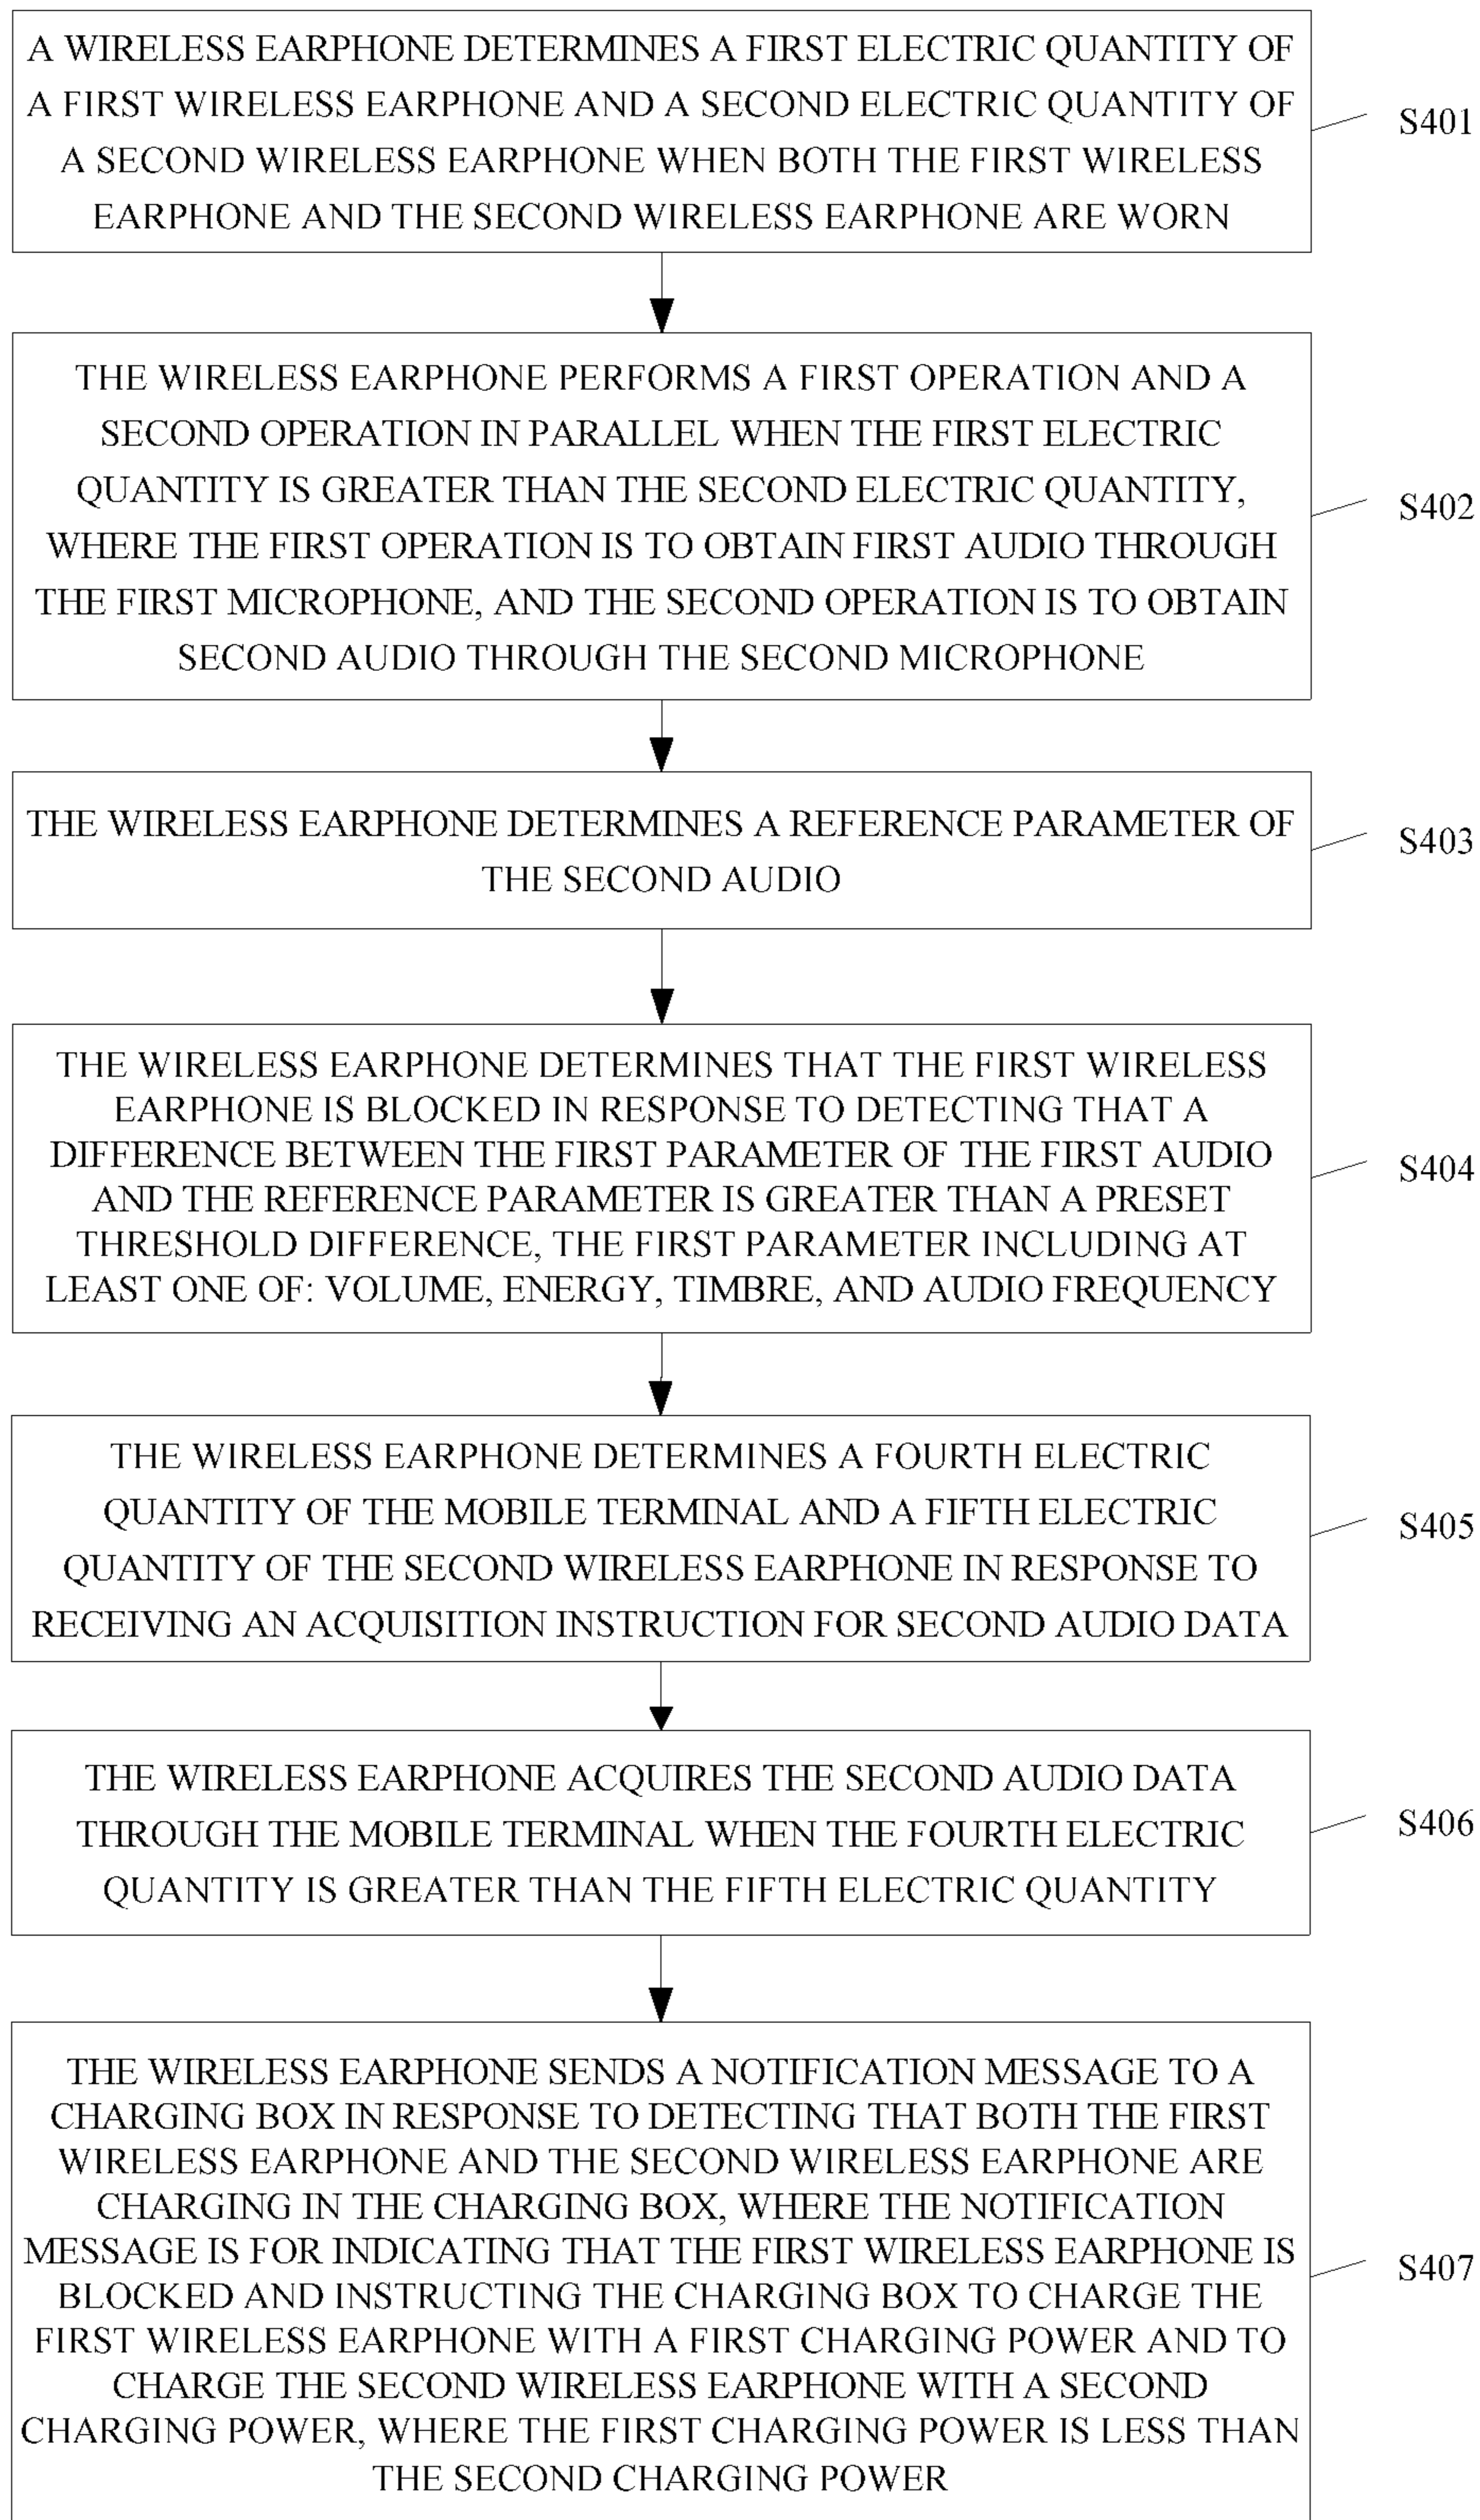 A WIRELESS EARPHONE DETERMINES A FIRST ELECTRIC QUANTITY OF
A FIRST WIRELESS EARPHONE AND A SECOND ELECTRIC QUANTITY OF
A SECOND WIRELESS EARPHONE WHEN BOTH THE FIRST WIRELESS
EARPHONE AND THE SECOND WIRELESS EARPHONE ARE WORN
S401
THE WIRELESS EARPHONE PERFORMS A FIRST OPERATION AND A
SECOND OPERATION IN PARALLEL WHEN THE FIRST ELECTRIC
QUANTITY IS GREATER THAN THE SECOND ELECTRIC QUANTITY,
WHERE THE FIRST OPERATION IS TO OBTAIN FIRST AUDIO THROUGH
THE FIRST MICROPHONE, AND THE SECOND OPERATION IS TO OBTAIN
SECOND AUDIO THROUGH THE SECOND MICROPHONE
S402
THE WIRELESS EARPHONE DETERMINES A REFERENCE PARAMETER OF
THE SECOND AUDIO
S403
THE WIRELESS EARPHONE DETERMINES THAT THE FIRST WIRELESS
EARPHONE IS BLOCKED IN RESPONSE TO DETECTING THAT A
DIFFERENCE BETWEEN THE FIRST PARAMETER OF THE FIRST AUDIO
AND THE REFERENCE PARAMETER IS GREATER THAN A PRESET
THRESHOLD DIFFERENCE, THE FIRST PARAMETER INCLUDING AT
LEAST ONE OF: VOLUME, ENERGY, TIMBRE, AND AUDIO FREQUENCY
S404
THE WIRELESS EARPHONE DETERMINES A FOURTH ELECTRIC
QUANTITY OF THE MOBILE TERMINAL AND A FIFTH ELECTRIC
QUANTITY OF THE SECOND WIRELESS EARPHONE IN RESPONSE TO
RECEIVING AN ACQUISITION INSTRUCTION FOR SECOND AUDIO DATA
S405
THE WIRELESS EARPHONE ACQUIRES THE SECOND AUDIO DATA
THROUGH THE MOBILE TERMINAL WHEN THE FOURTH ELECTRIC
QUANTITY IS GREATER THAN THE FIFTH ELECTRIC QUANTITY
S406
THE WIRELESS EARPHONE SENDS A NOTIFICATION MESSAGE TO A
CHARGING BOX IN RESPONSE TO DETECTING THAT BOTH THE FIRST
WIRELESS EARPHONE AND THE SECOND WIRELESS EARPHONE ARE
CHARGING IN THE CHARGING BOX, WHERE THE NOTIFICATION
MESSAGE IS FOR INDICATING THAT THE FIRST WIRELESS EARPHONE IS
BLOCKED AND INSTRUCTING THE CHARGING BOX TO CHARGE THE
FIRST WIRELESS EARPHONE WITH A FIRST CHARGING POWER AND TO
CHARGE THE SECOND WIRELESS EARPHONE WITH A SECOND
CHARGING POWER, WHERE THE FIRST CHARGING POWER IS LESS THAN
THE SECOND CHARGING POWER
S407